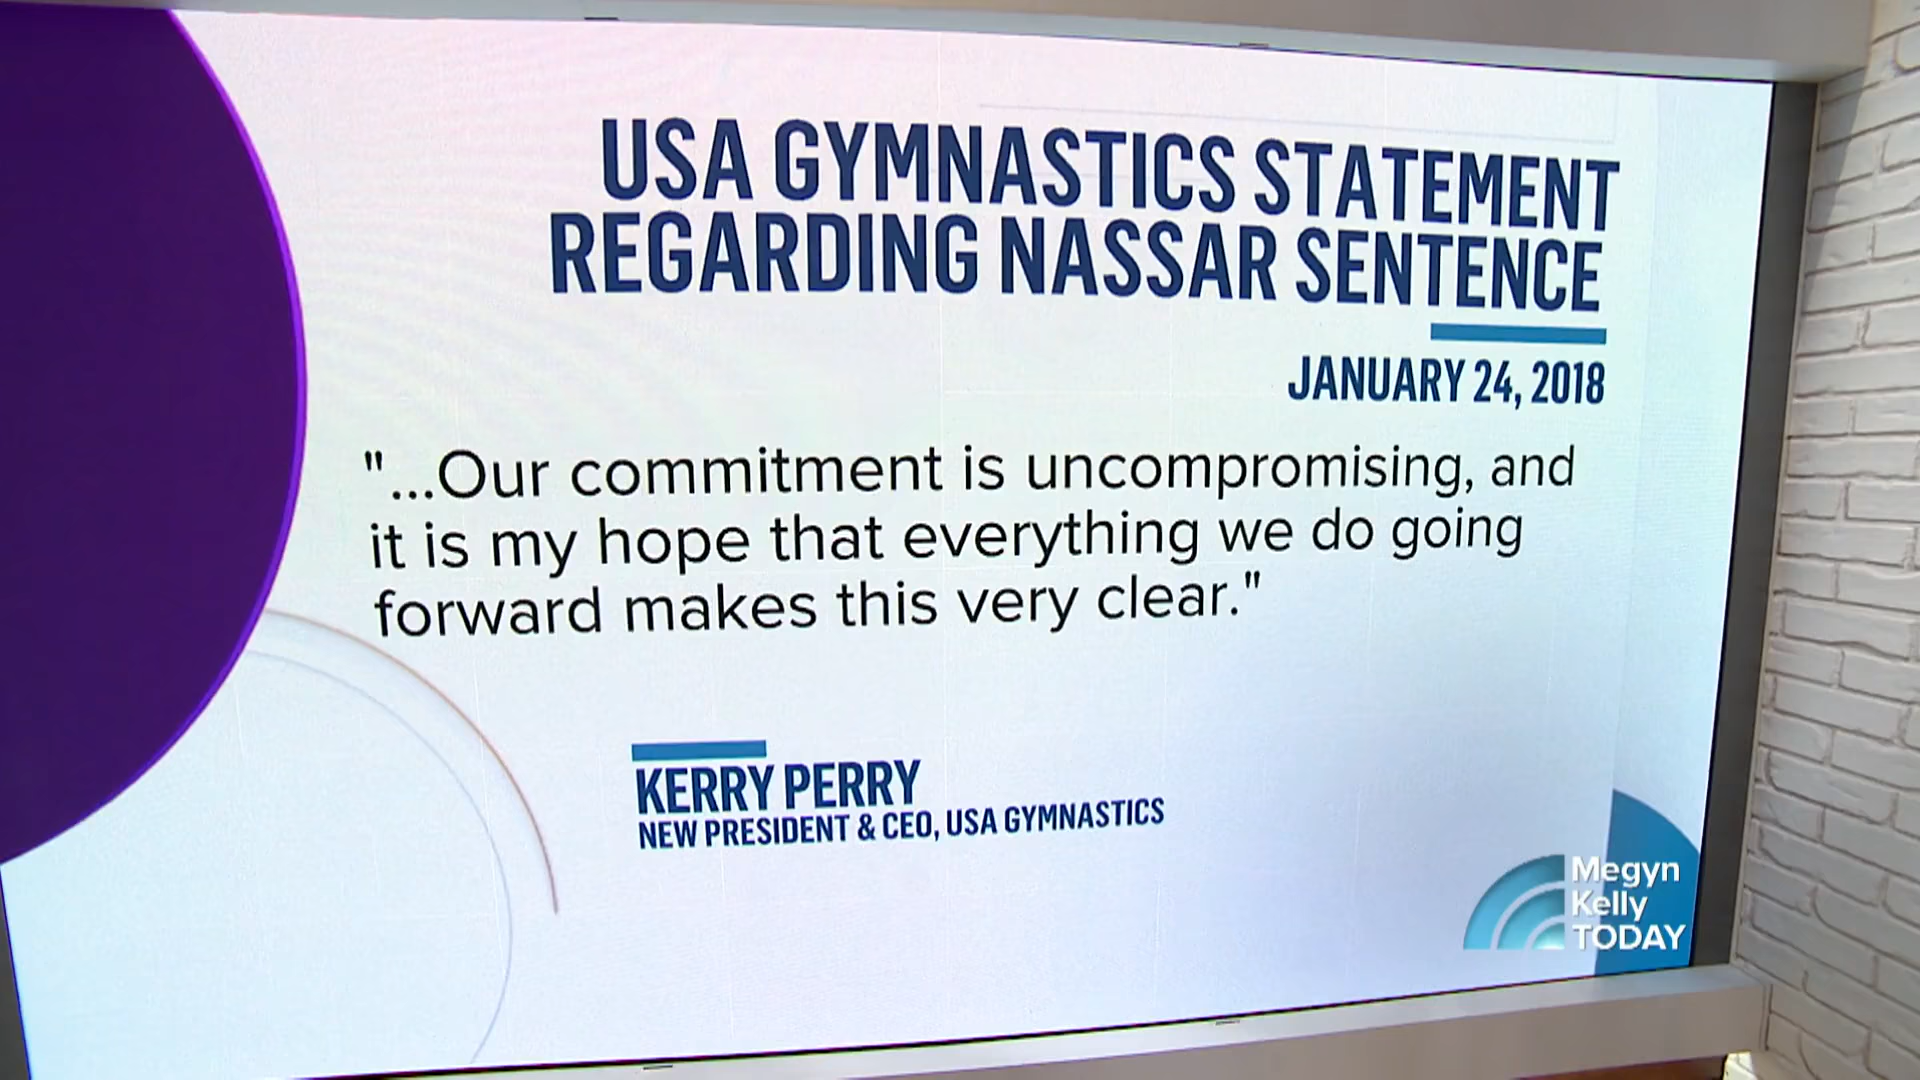 USA GYMNASTICS STATEMENT
REGARDING NASSAR SENTENCE
JANUARY 24, 2018
"...Our commitment is uncompromising, and
it is my hope that everything we do going
forward makes this very clear."
KERRY PERRY
NEW PRESIDENT & CEO, USA GYMNASTICS
Megyn
Kelly
TODAY